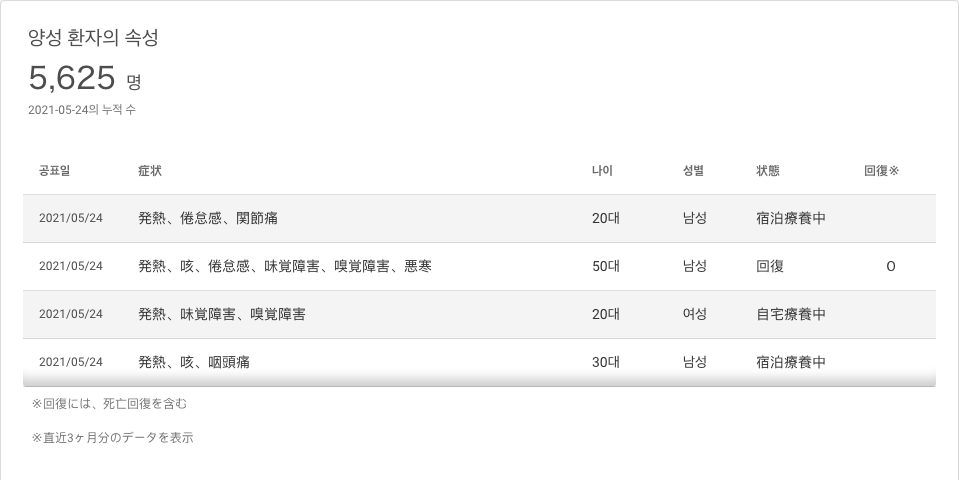 양성 환자의 속성
5,625 명
2021-05-24의 누적 수
공표일 症状 나이 성별 状態 回復※
2021/05/24 発熱、倦怠感、関節痛 20대 남성 宿泊療養中
2021/05/24 発熱、咳、倦怠感、味覚障害、嗅覚障害、悪寒 50대 남성 回復 O
2021/05/24 発熱、味覚障害、嗅覚障害 20대 여성 自宅療養中
2021/05/24 発熱、咳、咽頭痛 30대 남성 宿泊療養中
※回復には、死亡回復を含む
※直近3ヶ月分のデータを表示